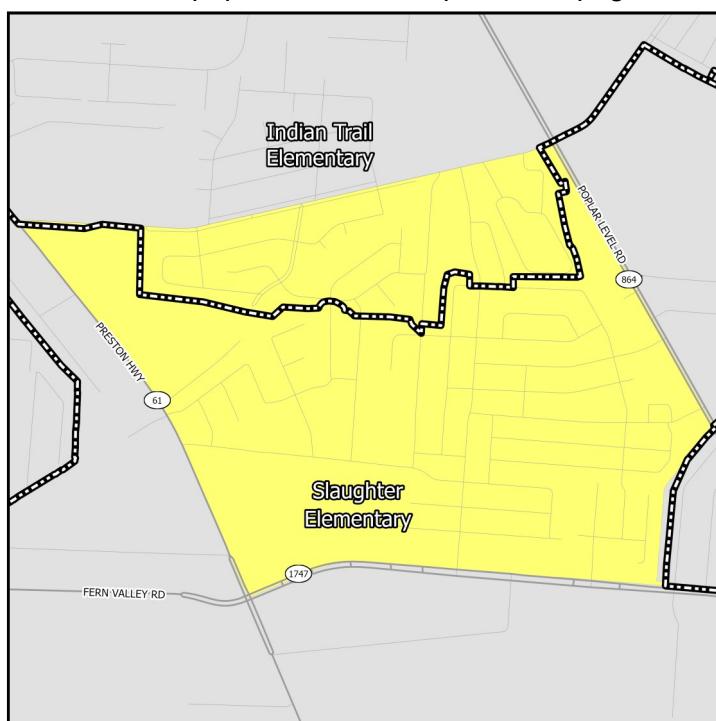 Indian Trail
Elementary
POPLAR LEVEL RD
864
PRESTON HWY
61
Slaughter
Elementary
1747
FERN VALLEY RD